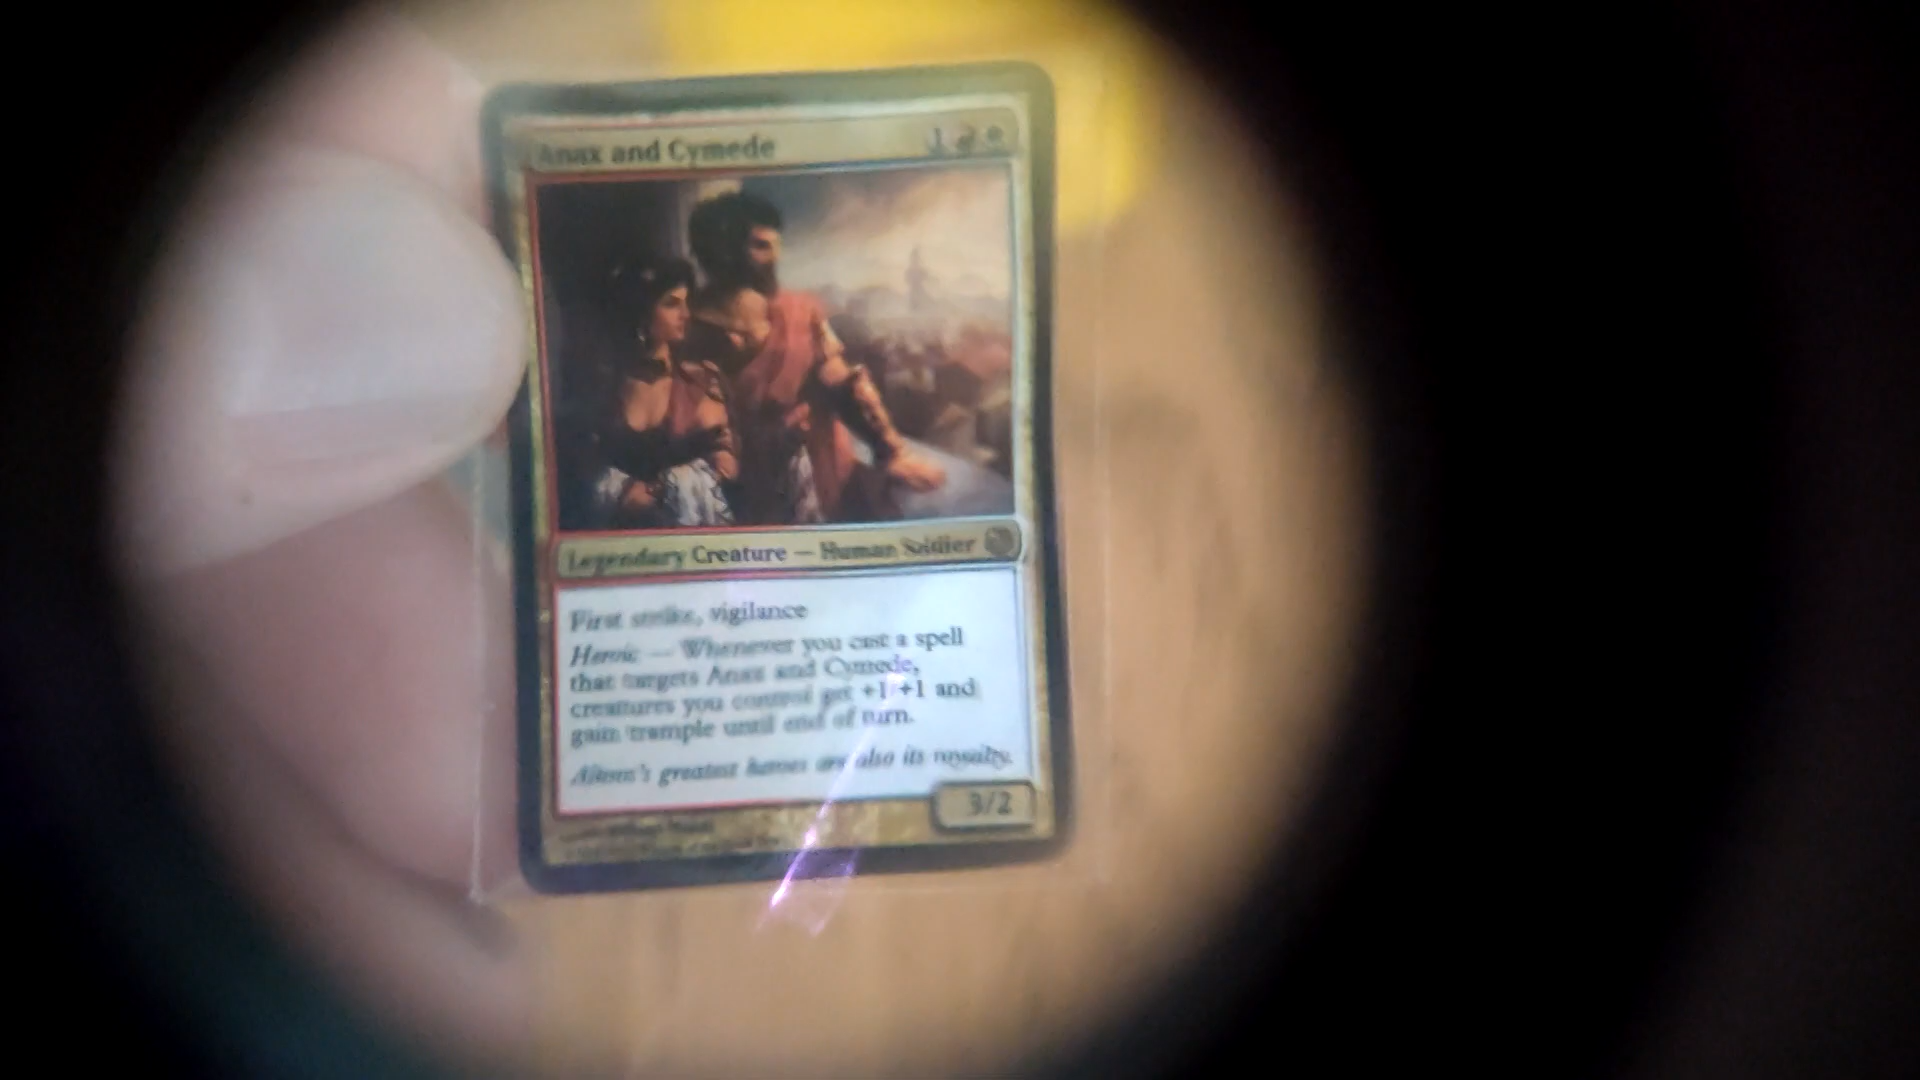 Anax and Cymede 1
Legendary Creature — Human Soldier
First strike, vigilance
Heroic — Whenever you cast a spell
that targets Anax and Cymede,
creatures you control get +1/+1 and
gain trample until end of turn.
Akros's greatest heroes are also its royalty.
3/2